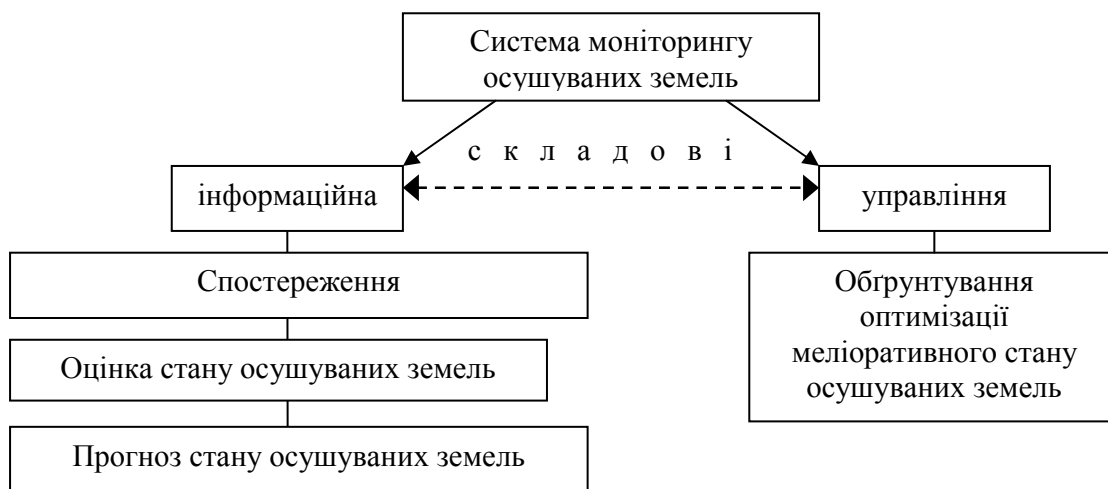 Система моніторингу
осушуваних земель
с к л а д о в і
інформаційна
управління
Спостереження
Оцінка стану осушуваних земель
Прогноз стану осушуваних земель
Обґрунтування
оптимізації
меліоративного стану
осушуваних земель